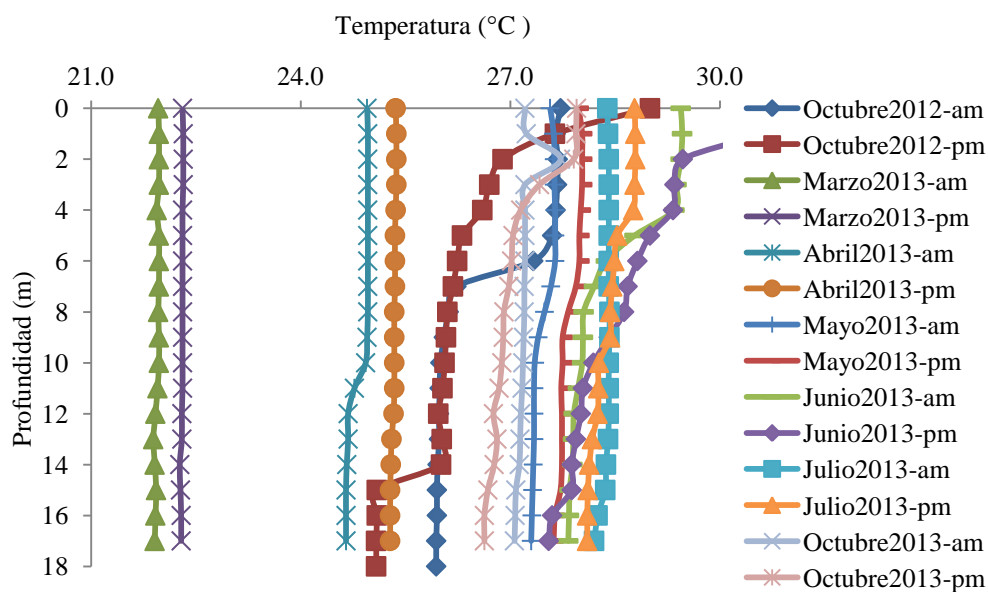 Temperatura (°C )
21.0 24.0 27.0 30.0
Profundidad (m)
0
2
4
6
8
10
12
14
16
18
Octubre2012-am
Octubre2012-pm
Marzo2013-am
Marzo2013-pm
Abril2013-am
Abril2013-pm
Mayo2013-am
Mayo2013-pm
Junio2013-am
Junio2013-pm
Julio2013-am
Julio2013-pm
Octubre2013-am
Octubre2013-pm